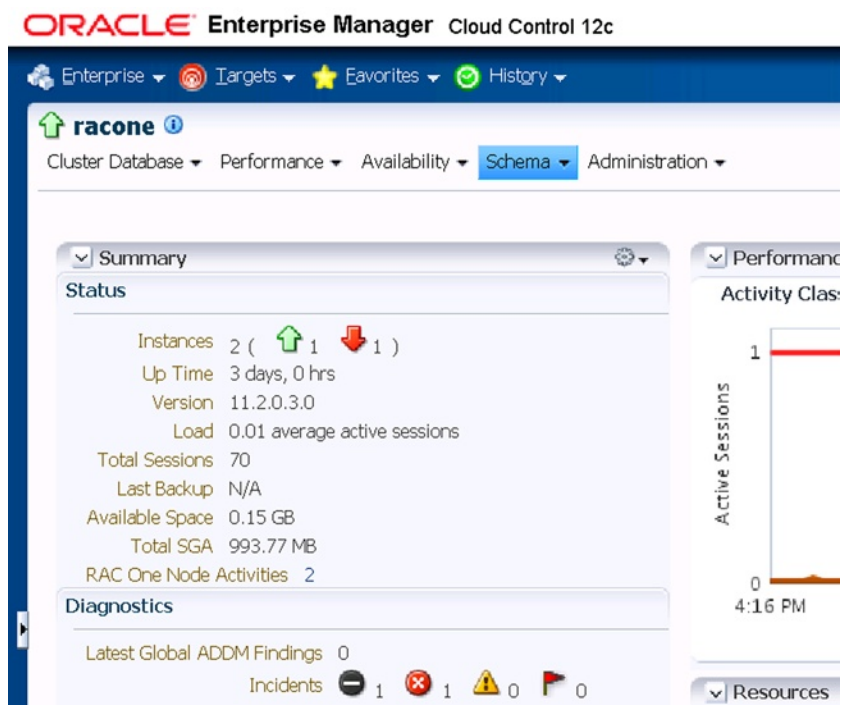 ORACLE Enterprise Manager Cloud Control 12c
Enterprise Targets Favorites History
racone
Cluster Database Performance Availability Schema Administration
Summary
Status
Instances 2 ( 1 1 )
Up Time 3 days, 0 hrs
Version 11.2.0.3.0
Load 0.01 average active sessions
Total Sessions 70
Last Backup N/A
Available Space 0.15 GB
Total SGA 993.77 MB
RAC One Node Activities 2
Diagnostics
Latest Global ADDM Findings 0
Incidents 1 1 0 0
Performanc
Activity Clas
1
Active Sessions
0
4:16 PM
Resources